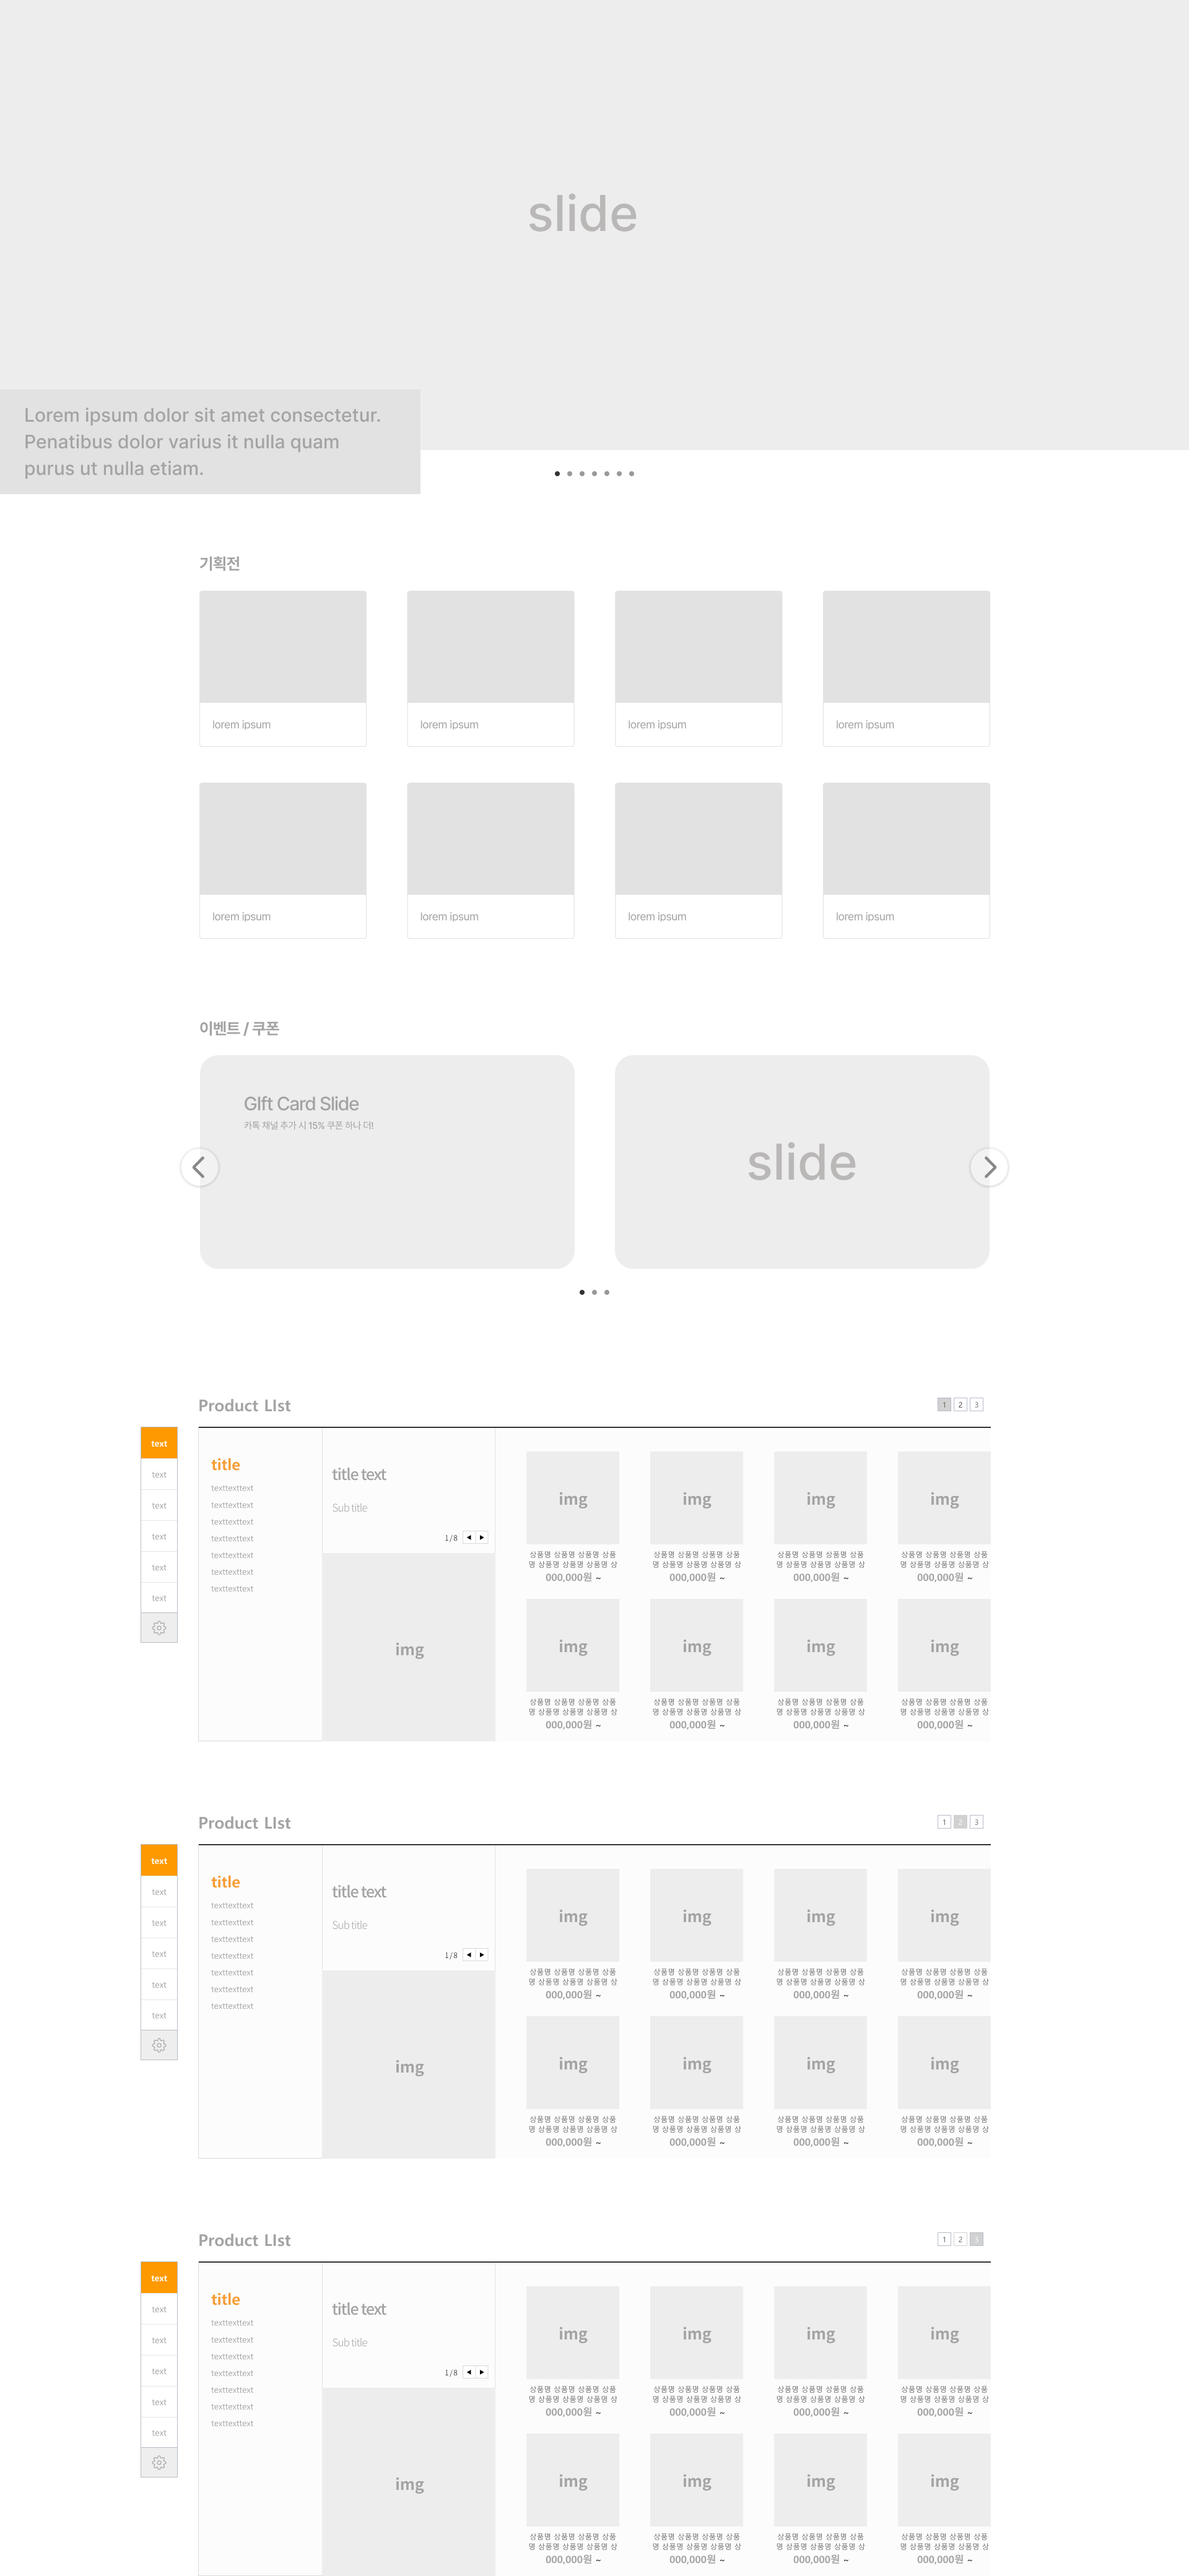 slide
Lorem ipsum dolor sit amet consectetur.
Penatibus dolor varius it nulla quam
purus ut nulla etiam.
기획전
lorem ipsum lorem ipsum lorem ipsum lorem ipsum
lorem ipsum lorem ipsum lorem ipsum lorem ipsum
이벤트 / 쿠폰
GIft Card Slide
카톡 채널 추가 시 15% 쿠폰 하나 더!
slide
Product LIst
1 2 3
text
text
text
text
text
text
title
texttexttext
texttexttext
texttexttext
texttexttext
texttexttext
texttexttext
texttexttext
title text
Sub title
1/8
img
img img img img
상품명 상품명 상품명 상품 상품명 상품명 상품명 상품 상품명 상품명 상품명 상품 상품명 상품명 상품명 상품
명 상품명 상품명 상품명 상 명 상품명 상품명 상품명 상 명 상품명 상품명 상품명 상 명 상품명 상품명 상품명 상
000,000원 ~ 000,000원 ~ 000,000원 ~ 000,000원 ~
img img img img
상품명 상품명 상품명 상품 상품명 상품명 상품명 상품 상품명 상품명 상품명 상품 상품명 상품명 상품명 상품
명 상품명 상품명 상품명 상 명 상품명 상품명 상품명 상 명 상품명 상품명 상품명 상 명 상품명 상품명 상품명 상
000,000원 ~ 000,000원 ~ 000,000원 ~ 000,000원 ~
Product LIst
1 2 3
text
text
text
text
text
text
title
texttexttext
texttexttext
texttexttext
texttexttext
texttexttext
texttexttext
texttexttext
title text
Sub title
1/8
img
img img img img
상품명 상품명 상품명 상품 상품명 상품명 상품명 상품 상품명 상품명 상품명 상품 상품명 상품명 상품명 상품
명 상품명 상품명 상품명 상 명 상품명 상품명 상품명 상 명 상품명 상품명 상품명 상 명 상품명 상품명 상품명 상
000,000원 ~ 000,000원 ~ 000,000원 ~ 000,000원 ~
img img img img
상품명 상품명 상품명 상품 상품명 상품명 상품명 상품 상품명 상품명 상품명 상품 상품명 상품명 상품명 상품
명 상품명 상품명 상품명 상 명 상품명 상품명 상품명 상 명 상품명 상품명 상품명 상 명 상품명 상품명 상품명 상
000,000원 ~ 000,000원 ~ 000,000원 ~ 000,000원 ~
Product LIst
1 2 3
text
text
text
text
text
text
title
texttexttext
texttexttext
texttexttext
texttexttext
texttexttext
texttexttext
texttexttext
title text
Sub title
1/8
img
img img img img
상품명 상품명 상품명 상품 상품명 상품명 상품명 상품 상품명 상품명 상품명 상품 상품명 상품명 상품명 상품
명 상품명 상품명 상품명 상 명 상품명 상품명 상품명 상 명 상품명 상품명 상품명 상 명 상품명 상품명 상품명 상
000,000원 ~ 000,000원 ~ 000,000원 ~ 000,000원 ~
img img img img
상품명 상품명 상품명 상품 상품명 상품명 상품명 상품 상품명 상품명 상품명 상품 상품명 상품명 상품명 상품
명 상품명 상품명 상품명 상 명 상품명 상품명 상품명 상 명 상품명 상품명 상품명 상 명 상품명 상품명 상품명 상
000,000원 ~ 000,000원 ~ 000,000원 ~ 000,000원 ~